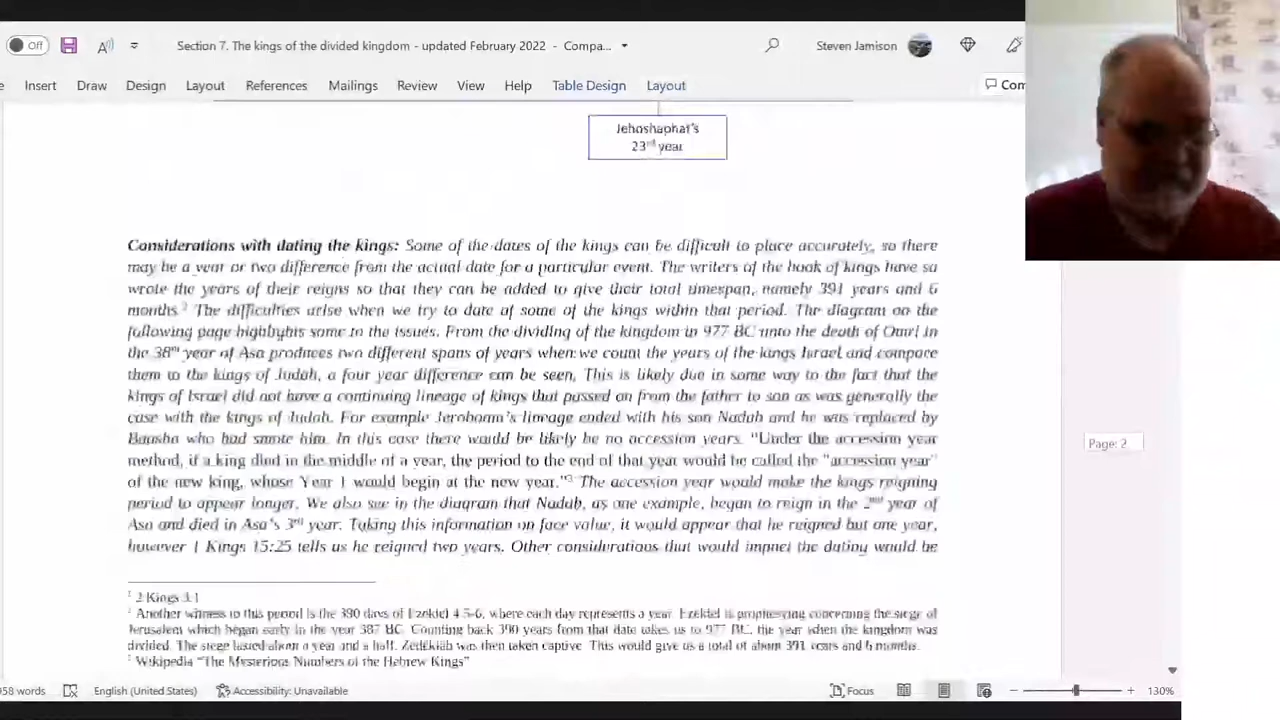 Off
Section 7. The kings of the divided kingdom - updated February 2022 - Compa...
Steven Jamison
Insert Draw Design Layout References Mailings Review View Help Table Design Layout
Com
Jehoshaphat's
23rd year
Considerations with dating the kings: Some of the dates of the kings can be difficult to place accurately, so there
may be a year or two difference from the actual date for a particular event. The writers of the book of kings have so
wrote the years of their reigns so that they can be added to give their total timespan, namely 391 years and 6
months.2 The difficulties arise when we try to date of some of the kings within that period. The diagram on the
following page highlights some to the issues. From the dividing of the kingdom in 977 BC unto the death of Omri in
the 38th year of Asa produces two different spans of years when we count the years of the kings Israel and compare
them to the kings of Judah, a four year difference can be seen, This is likely due in some way to the fact that the
kings of Israel did not have a continuing lineage of kings that passed on from the father to son as was generally the
case with the kings of Judah. For example Jeroboam's lineage ended with his son Nadab and he was replaced by
Baasha who had smote him. In this case there would be likely be no accession years. "Under the accession year
method, if a king died in the middle of a year, the period to the end of that year would be called the "accession year"
of the new king, whose Year 1 would begin at the new year."3 The accession year would make the kings reigning
period to appear longer. We also see in the diagram that Nadab, as one example, began to reign in the 2nd year of
Asa and died in Asa's 3rd year. Taking this information on face value, it would appear that he reigned but one year,
however 1 Kings 15:25 tells us he reigned two years. Other considerations that would impact the dating would be
1 2 Kings 3:1
2 Another witness to this period is the 390 days of Ezekiel 4:5-6, where each day represents a year. Ezekiel is prophesying concerning the siege of
Jerusalem which began early in the year 587 BC. Counting back 390 years from that date takes us to 977 BC, the year when the kingdom was
divided. The siege lasted about a year and a half. Zedekiah was then taken captive. This would give us a total of about 391 years and 6 months.
3 Wikipedia "The Mysterious Numbers of the Hebrew Kings"
Page: 2
958 words English (United States) Accessibility: Unavailable Focus 130%